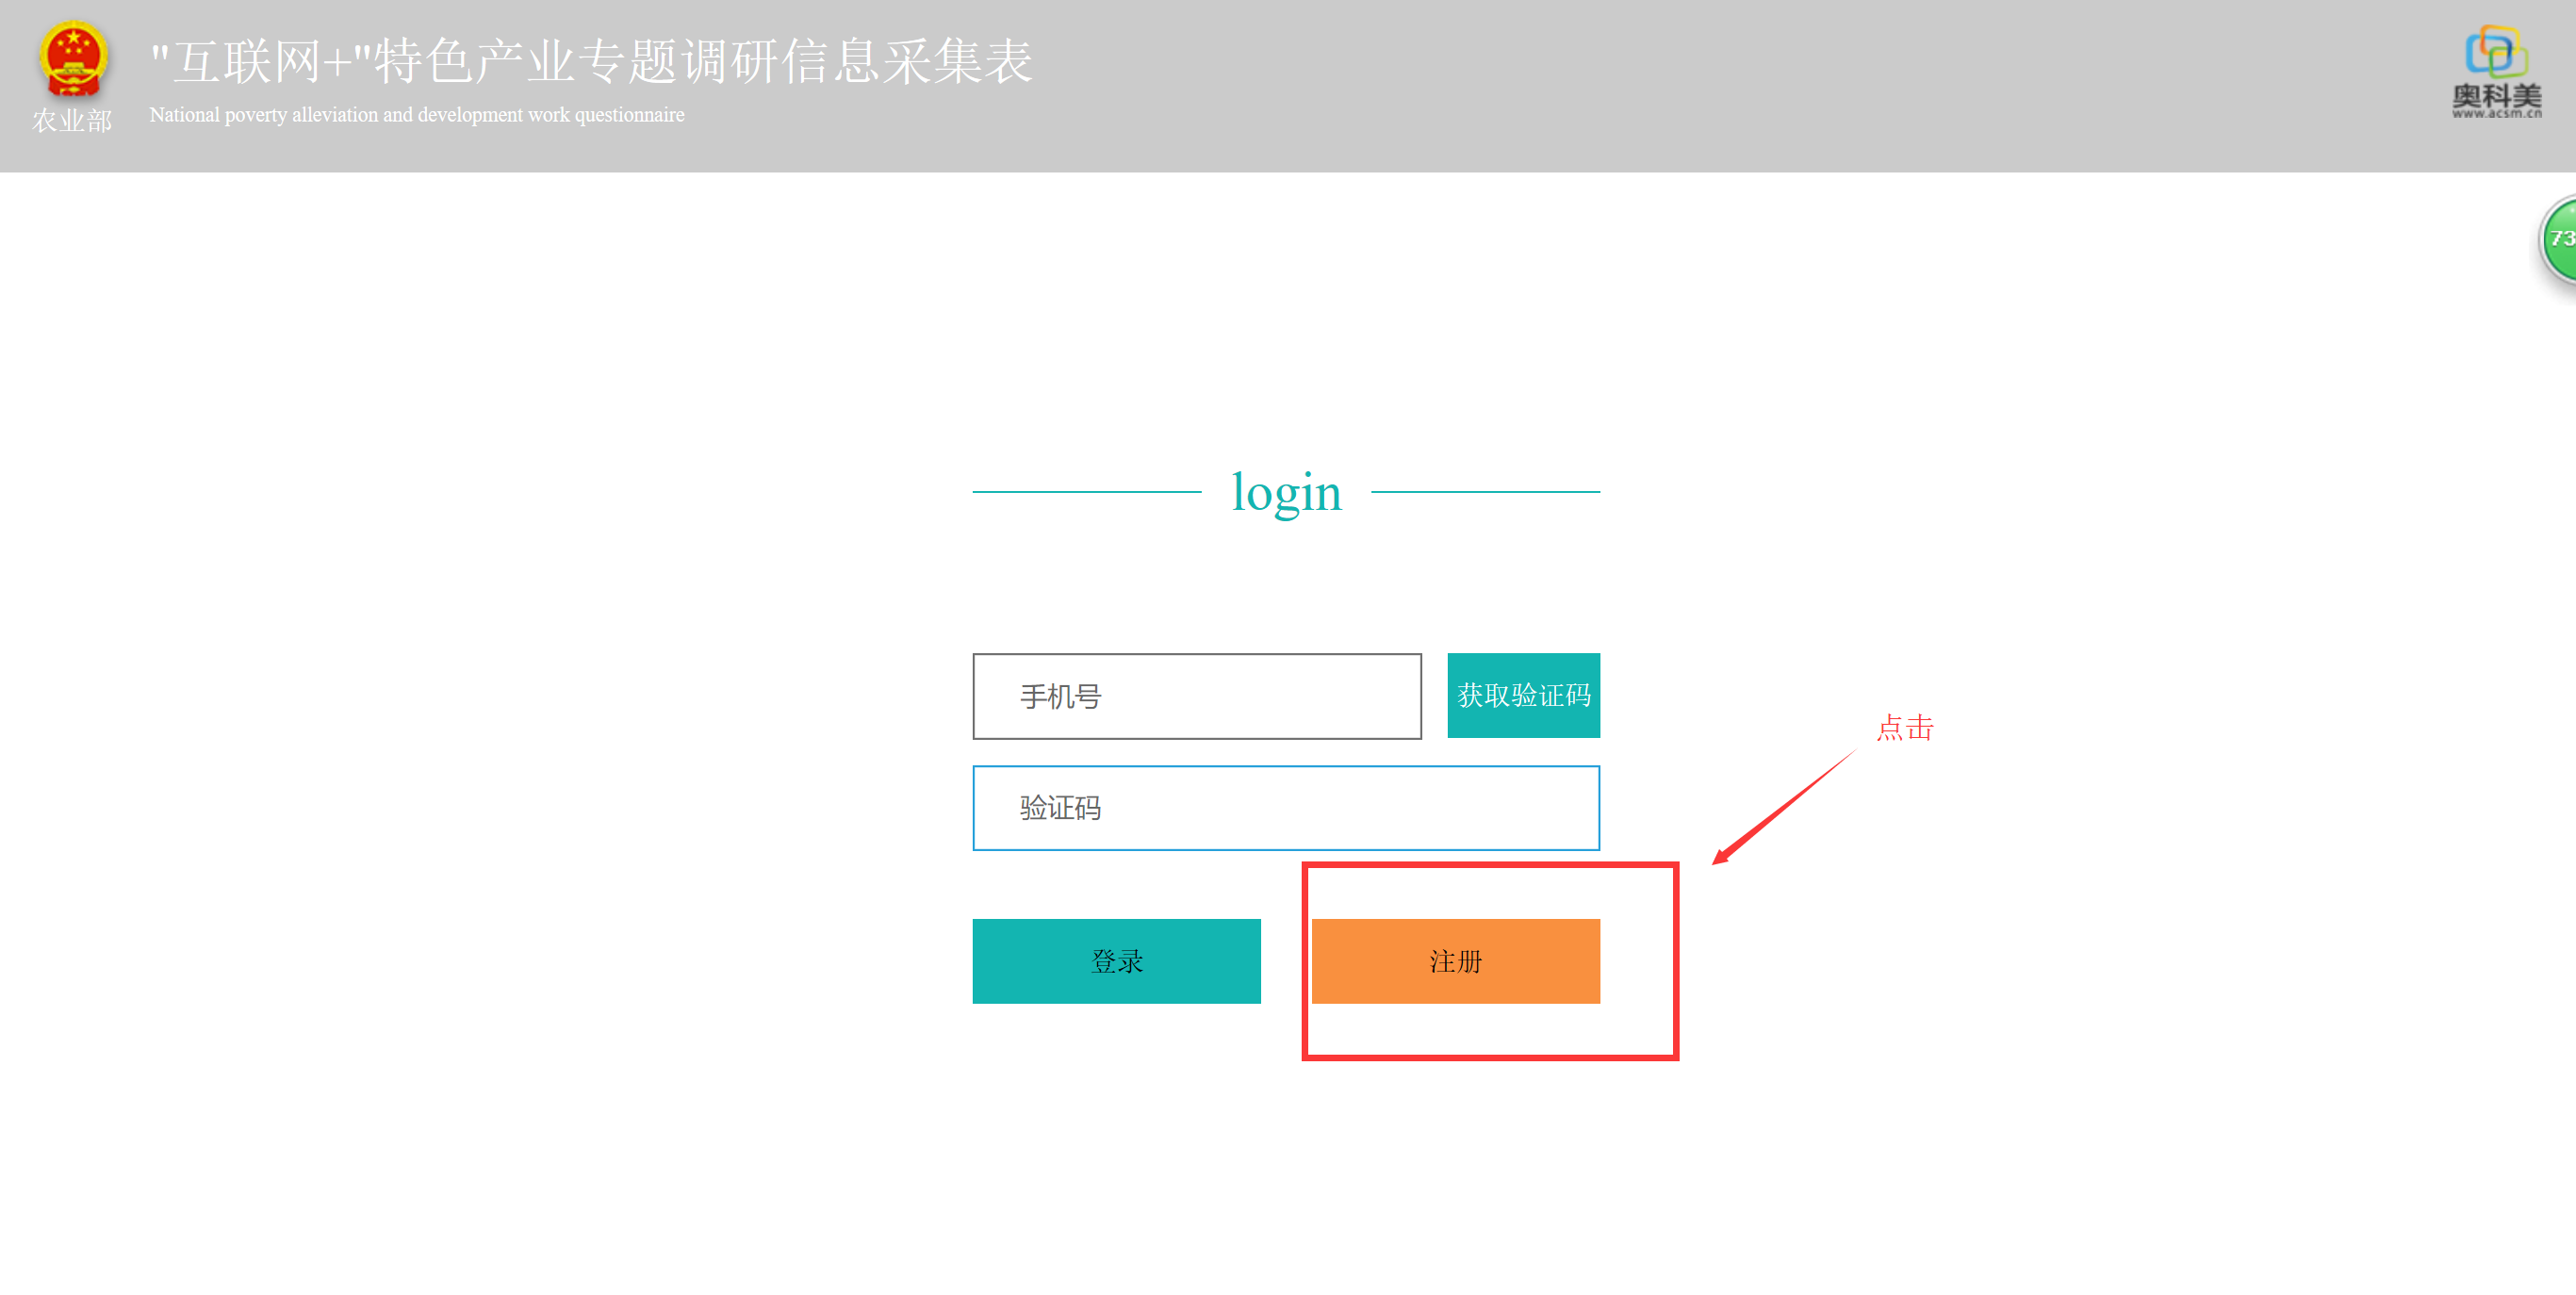 "互联网+"特色产业专题调研信息采集表
农业部
National poverty alleviation and development work questionnaire
奥科美
www.acsm.cn
73
login
手机号
获取验证码
点击
验证码
登录
注册